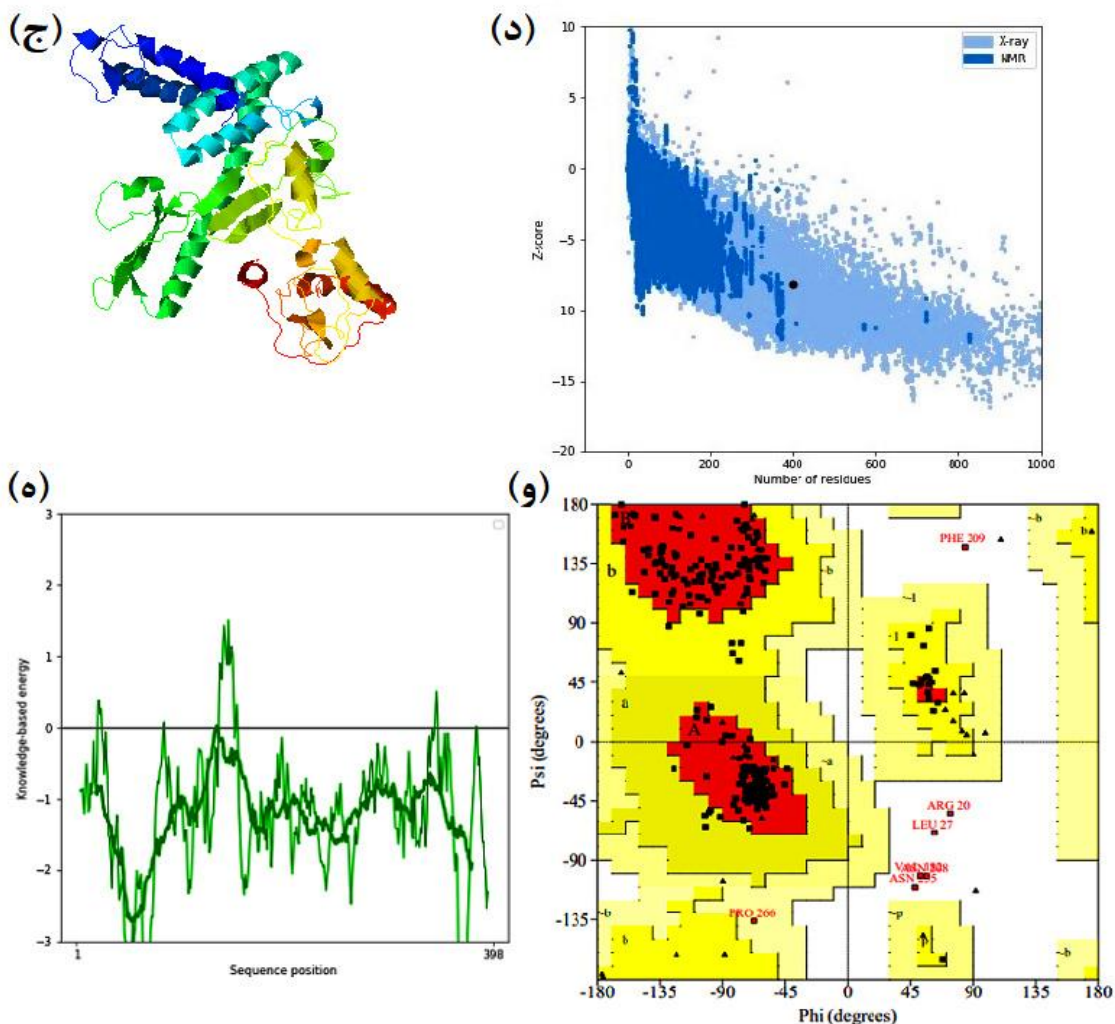 (ج)
(د)
10
5
0
−5
−10
−15
−20
Z-score
X-ray
NMR
0 200 400 600 800 1000
Number of residues
(ه)
3
2
1
0
−1
−2
−3
Knowledge-based energy
1 398
Sequence position
(و)
180
135
90
45
0
-45
-90
-135
Psi (degrees)
B
b
~b
~b
b
PHE 209
~l
l
a
A
~a
ARG 20
LEU 27
PRO 266
~b
b
~p
p
~b
-180 -135 -90 -45 0 45 90 135 180
Phi (degrees)